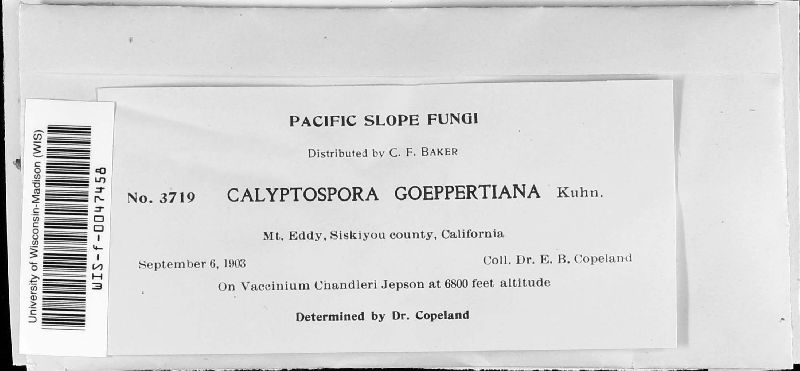 PACIFIC SLOPE FUNGI
Distributed by C. F. BAKER
No. 3719 CALYPTOSPORA GOEPPERTIANA Kuhn.
Mt. Eddy, Siskiyou county, California
September 6, 1903 Coll. Dr. E. B. Copeland
On Vaccinium Chandleri Jepson at 6800 feet altitude
Determined by Dr. Copeland
University of Wisconsin-Madison (WIS)
WIS-f-0047458